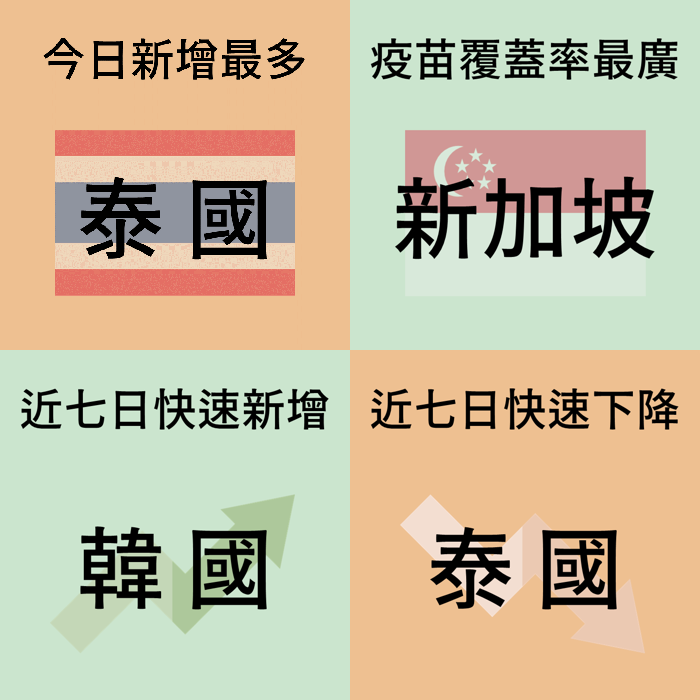 今日新增最多
泰國
疫苗覆蓋率最廣
新加坡
近七日快速新增
韓國
近七日快速下降
泰國